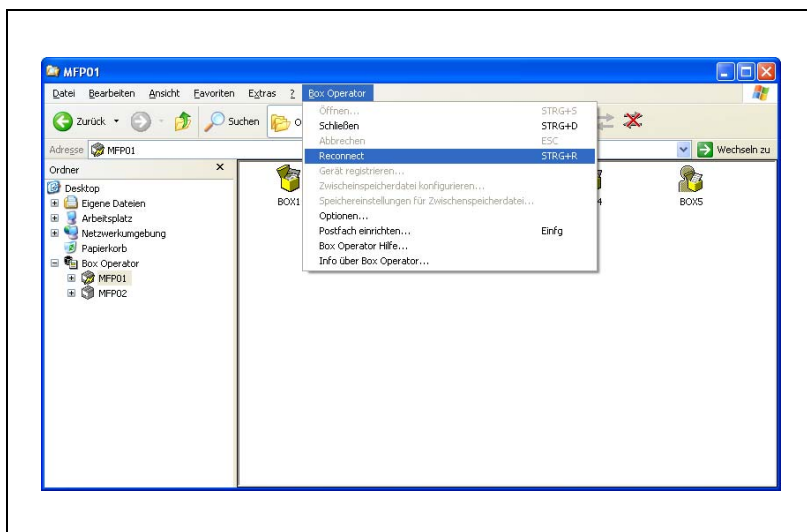 MFP01
Datei Bearbeiten Ansicht Favoriten Extras ? Box Operator
Zurück Suchen O
Adresse MFP01 Wechseln zu
Ordner
Desktop
Eigene Dateien
Arbeitsplatz
Netzwerkumgebung
Papierkorb
Box Operator
MFP01
MFP02
Öffnen... STRG+S
Schließen STRG+D
Abbrechen ESC
Reconnect STRG+R
Gerät registrieren...
Zwischeinspeicherdatei konfigurieren...
Speichereinstellungen für Zwischenspeicherdatei...
Optionen...
Postfach einrichten... Einfg
Box Operator Hilfe...
Info über Box Operator...
BOX1 4 BOX5